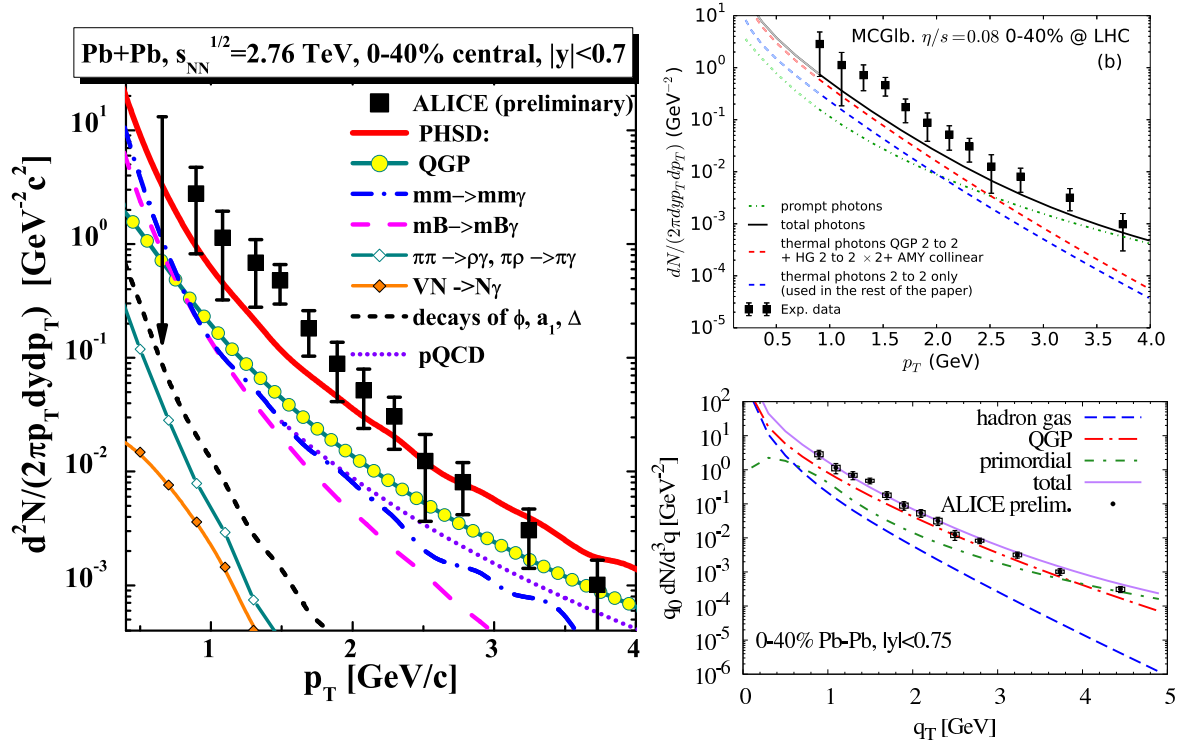 Pb+Pb, s_NN^1/2=2.76 TeV, 0-40% central, |y|<0.7
ALICE (preliminary)
PHSD:
QGP
mm–>mmγ
mB–>mBγ
ππ –>ργ, πρ –>πγ
VN –>Nγ
decays of ϕ, a₁, Δ
pQCD
d²N/(2πp_T dydp_T) [GeV⁻²c²]
10¹
10⁰
10⁻¹
10⁻²
10⁻³
1 2 3 4
p_T [GeV/c]
MCGlb. η/s=0.08 0-40% @ LHC
(b)
dN/(2πdyp_T dp_T) (GeV⁻²)
10¹
10⁰
10⁻¹
10⁻²
10⁻³
10⁻⁴
10⁻⁵
prompt photons
total photons
thermal photons QGP 2 to 2
+ HG 2 to 2 ×2+ AMY collinear
thermal photons 2 to 2 only
(used in the rest of the paper)
Exp. data
0.5 1.0 1.5 2.0 2.5 3.0 3.5 4.0
p_T (GeV)
q₀ dN/d³q [GeV⁻²]
10²
10¹
10⁰
10⁻¹
10⁻²
10⁻³
10⁻⁴
10⁻⁵
10⁻⁶
hadron gas
QGP
primordial
total
ALICE prelim.
0-40% Pb-Pb, |y|<0.75
0 1 2 3 4 5
q_T [GeV]